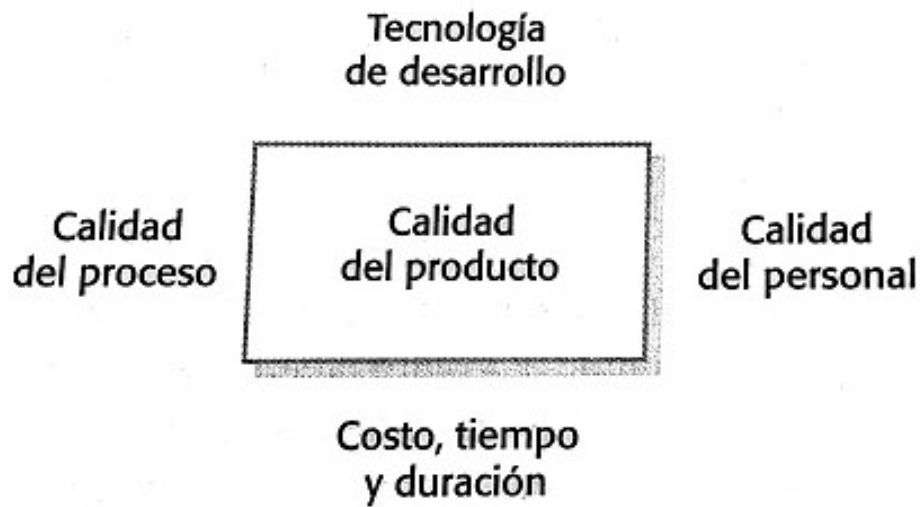 Tecnología
de desarrollo
Calidad
del proceso
Calidad
del producto
Calidad
del personal
Costo, tiempo
y duración